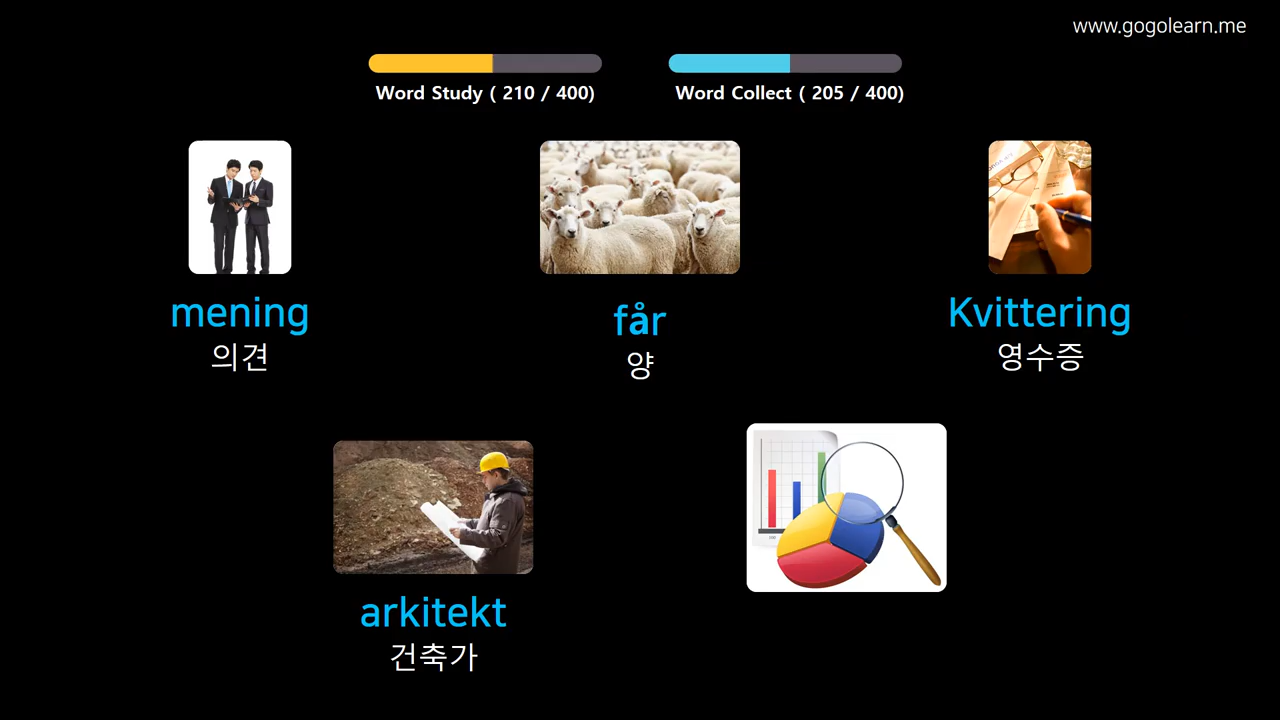 www.gogolearn.me
Word Study ( 210 / 400)
Word Collect ( 205 / 400)
mening
의견
får
양
Kvittering
영수증
arkitekt
건축가